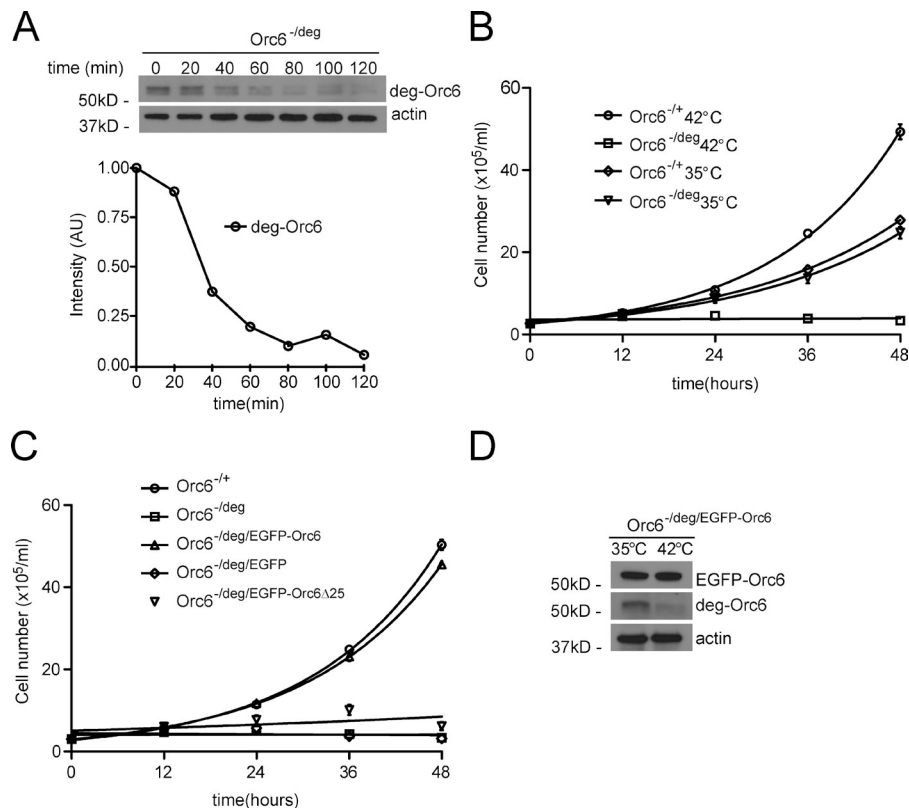 A
Orc6-/deg
time (min) 0 20 40 60 80 100 120
deg-Orc6
50kD -
actin
37kD -
1.00
0.75
0.50
0.25
0.00
Intensity (AU)
deg-Orc6
0 20 40 60 80 100 120
time(min)
B
60
40
20
0
Cell number (x10^5/ml)
Orc6-/+ 42°C
Orc6-/deg 42°C
Orc6-/+ 35°C
Orc6-/deg 35°C
0 12 24 36 48
time(hours)
C
60
40
20
0
Cell number (x10^5/ml)
Orc6-/+
Orc6-/deg
Orc6-/deg/EGFP-Orc6
Orc6-/deg/EGFP
Orc6-/deg/EGFP-Orc6Δ25
0 12 24 36 48
time(hours)
D
Orc6-/deg/EGFP-Orc6
35°C 42°C
50kD - EGFP-Orc6
50kD - deg-Orc6
37kD - actin